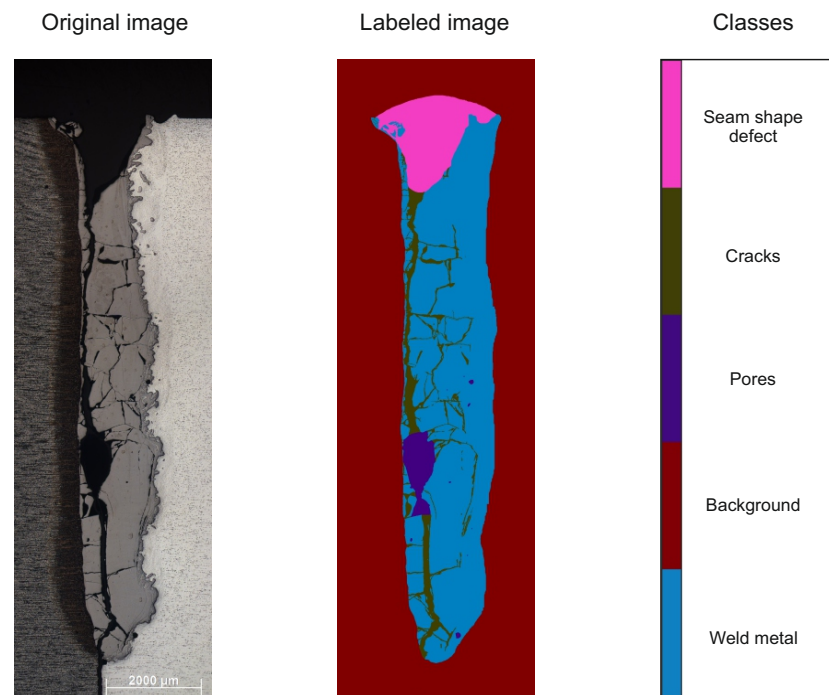 Original image
Labeled image
Classes
Seam shape
defect
Cracks
Pores
Background
Weld metal
2000 µm